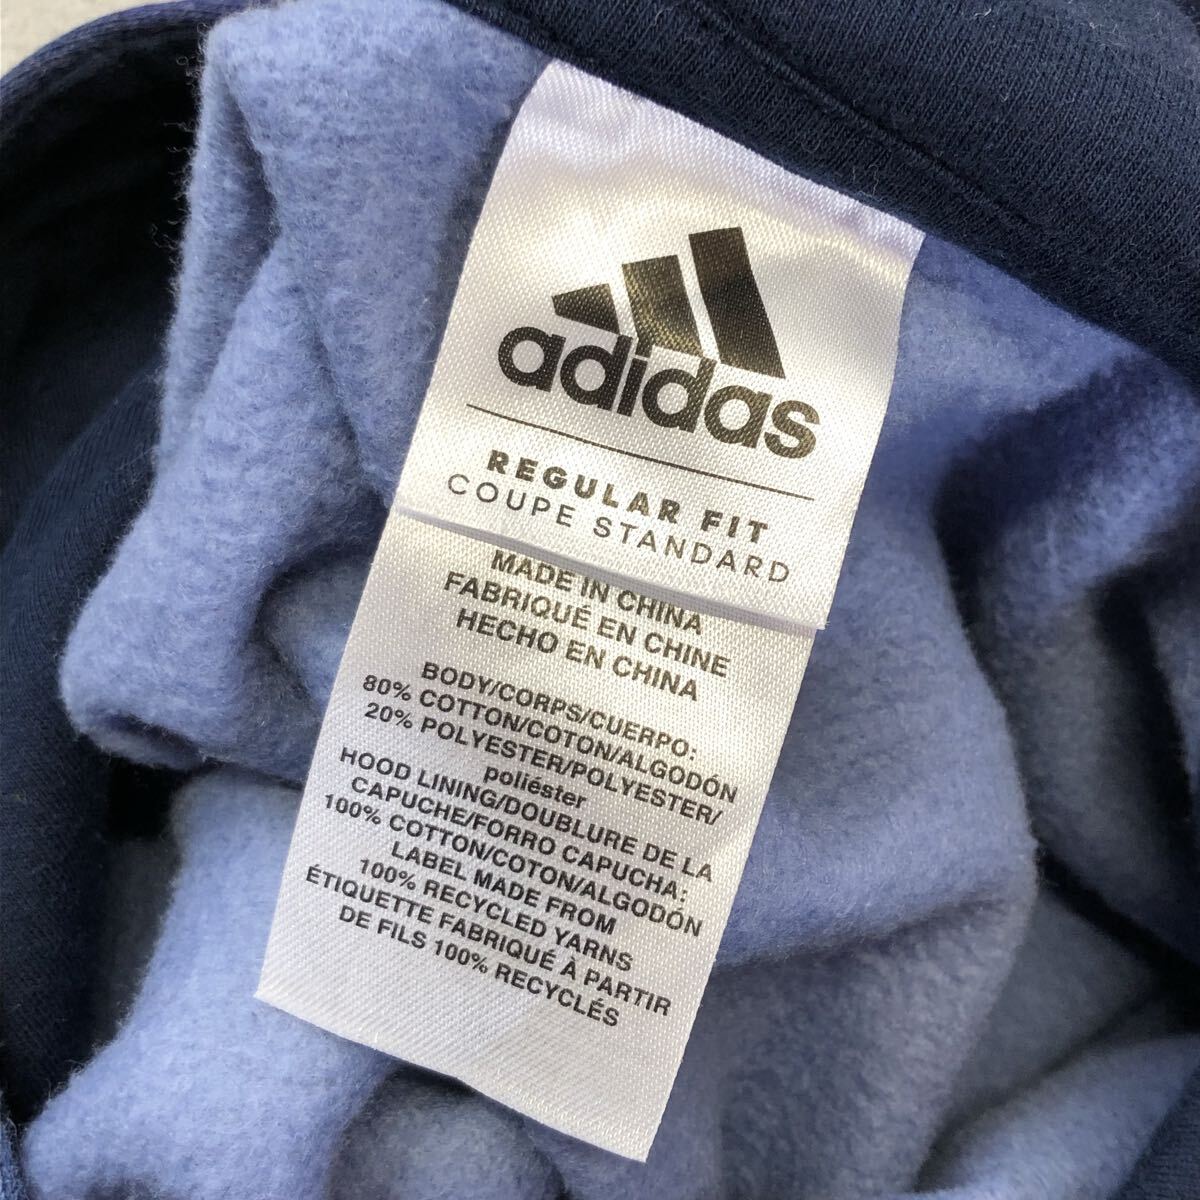 adidas
REGULAR FIT
COUPE STANDARD
MADE IN CHINA
FABRIQUÉ EN CHINE
HECHO EN CHINA
BODY/CORPS/CUERPO:
80% COTTON/COTON/ALGODÓN
20% POLYESTER/POLYESTER/
poliéster
HOOD LINING/DOUBLURE DE LA
CAPUCHE/FORRO CAPUCHA:
100% COTTON/COTON/ALGODÓN
LABEL MADE FROM
100% RECYCLED YARNS
ÉTIQUETTE FABRIQUÉ À PARTIR
DE FILS 100% RECYCLÉS